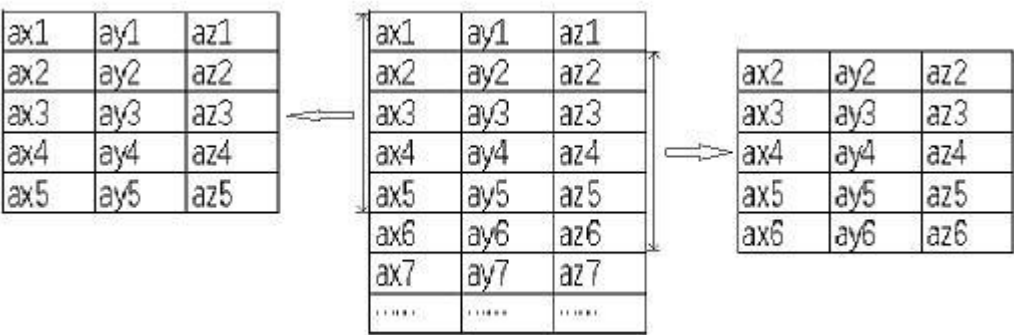 ax1 ay1 az1
ax2 ay2 az2
ax3 ay3 az3
ax4 ay4 az4
ax5 ay5 az5
ax1 ay1 az1
ax2 ay2 az2
ax3 ay3 az3
ax4 ay4 az4
ax5 ay5 az5
ax6 ay6 az6
ax7 ay7 az7
...... ...... ......
ax2 ay2 az2
ax3 ay3 az3
ax4 ay4 az4
ax5 ay5 az5
ax6 ay6 az6